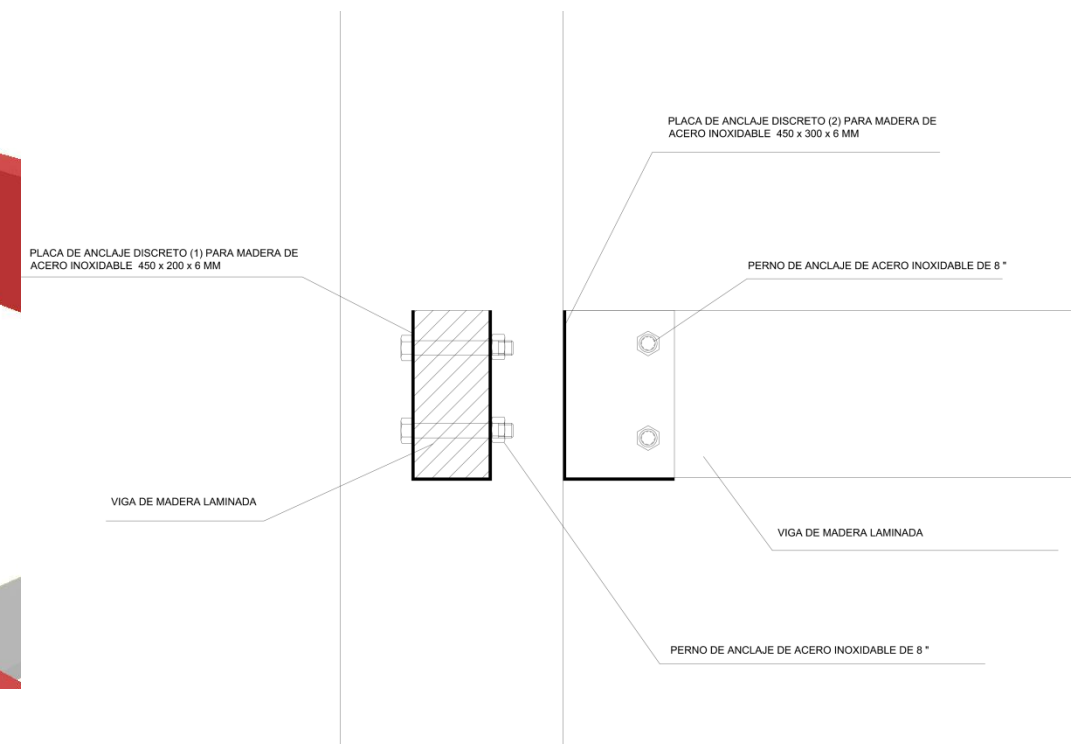 PLACA DE ANCLAJE DISCRETO (2) PARA MADERA DE
ACERO INOXIDABLE 450 x 300 x 6 MM
PLACA DE ANCLAJE DISCRETO (1) PARA MADERA DE
ACERO INOXIDABLE 450 x 200 x 6 MM
PERNO DE ANCLAJE DE ACERO INOXIDABLE DE 8 "
VIGA DE MADERA LAMINADA
VIGA DE MADERA LAMINADA
PERNO DE ANCLAJE DE ACERO INOXIDABLE DE 8 "